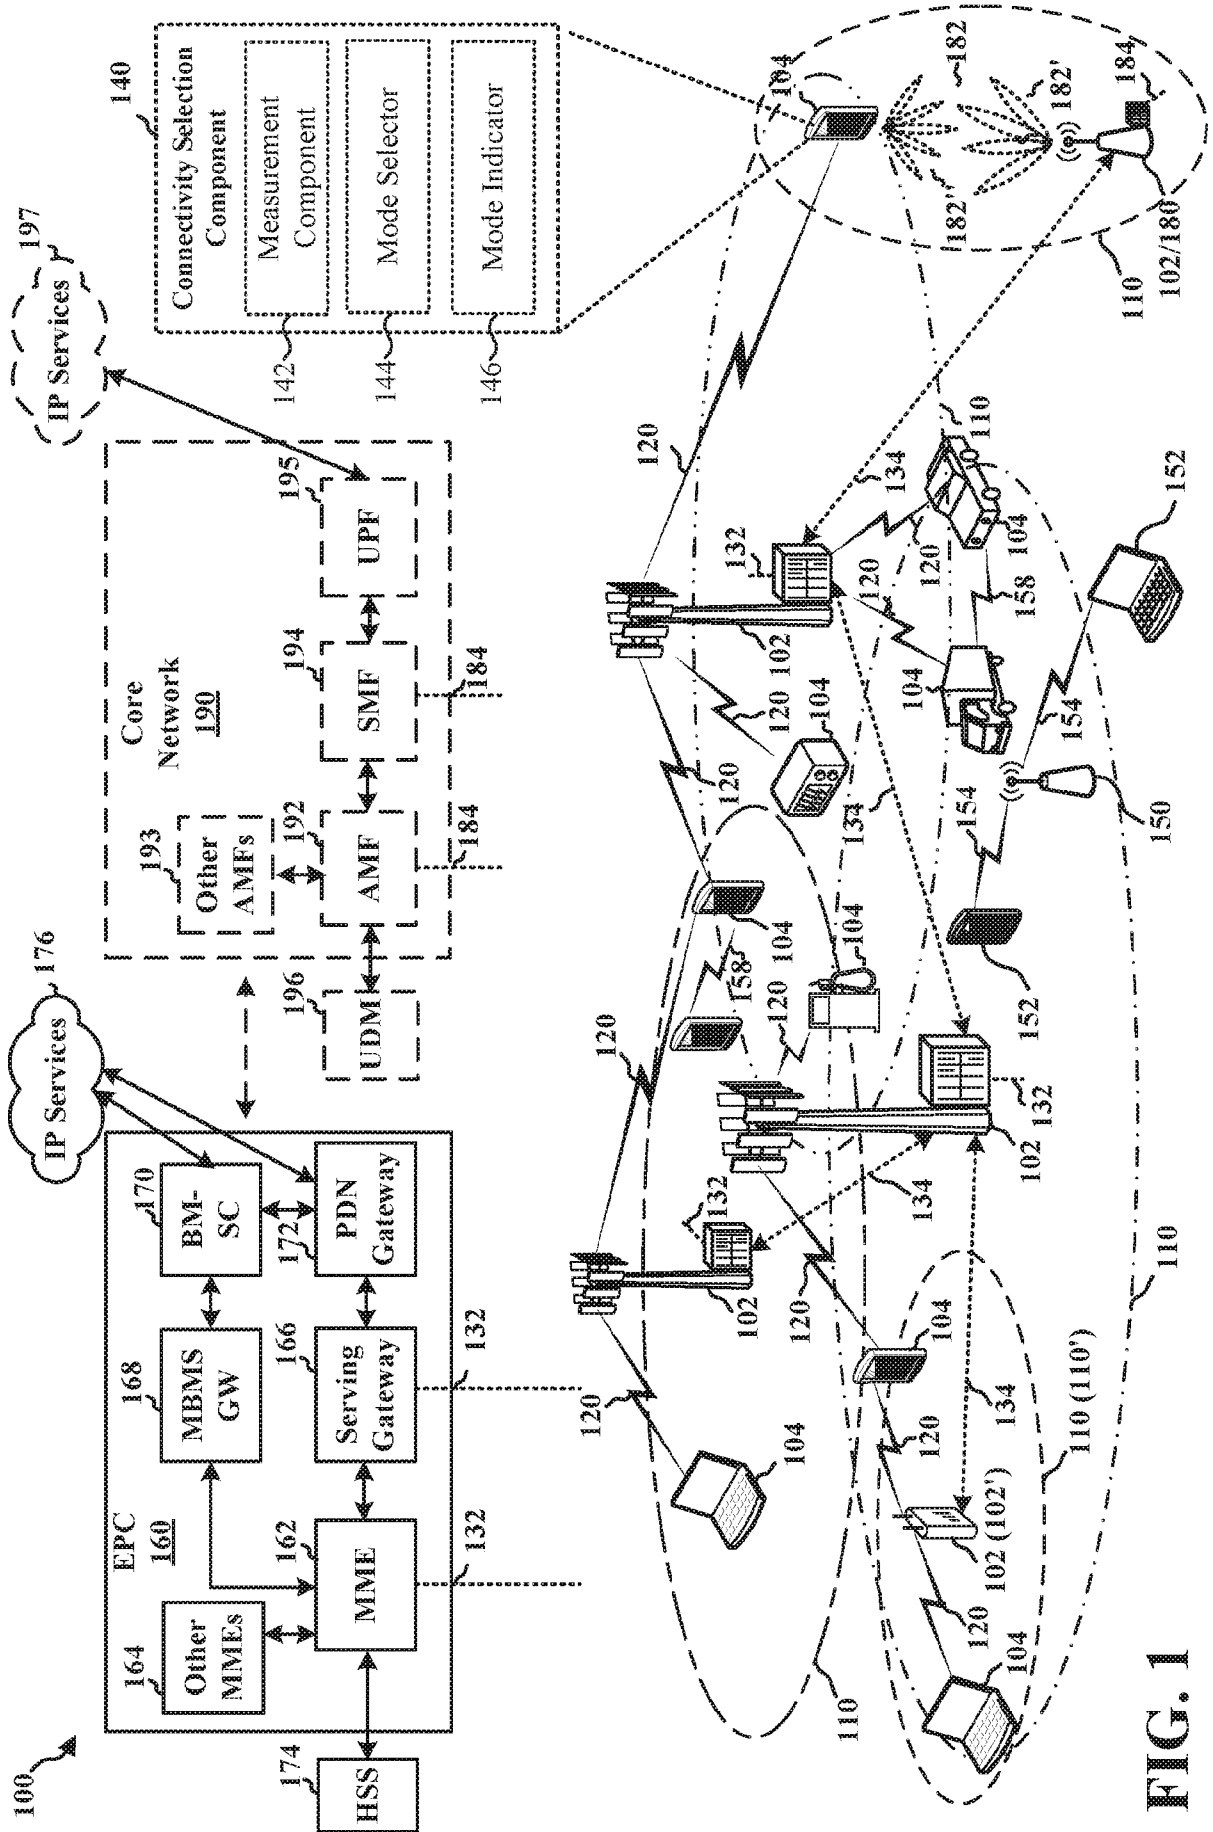 100
EPC
160
Other
MMEs
164
MME
162
HSS
174
MBMS
GW
168
Serving
Gateway
166
BM-
SC
170
PDN
Gateway
172
IP Services
176
132
132
Core
Network
190
Other
AMFs
193
AMF
192
UDM
196
SMF
194
UPF
195
184
184
IP Services
197
Connectivity Selection
Component
140
Measurement
Component
142
Mode Selector
144
Mode Indicator
146
120
104
110
120
104
102 (102')
110 (110')
120
104
120
102
132
134
134
110
120
158
104
120
104
102
132
152
154
150
154
152
120
120
104
134
102
132
120
104
120
158
104
110
134
120
104
182
182'
182'
184
102/180
110
FIG. 1